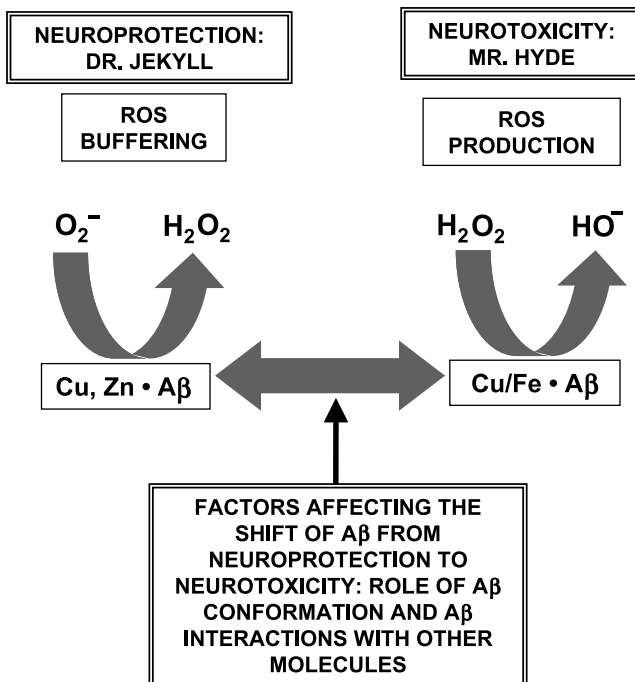 NEUROPROTECTION:
DR. JEKYLL
NEUROTOXICITY:
MR. HYDE
ROS
BUFFERING
ROS
PRODUCTION
O₂⁻
H₂O₂
H₂O₂
HO⁻
Cu, Zn • Aβ
Cu/Fe • Aβ
FACTORS AFFECTING THE
SHIFT OF Aβ FROM
NEUROPROTECTION TO
NEUROTOXICITY: ROLE OF Aβ
CONFORMATION AND Aβ
INTERACTIONS WITH OTHER
MOLECULES